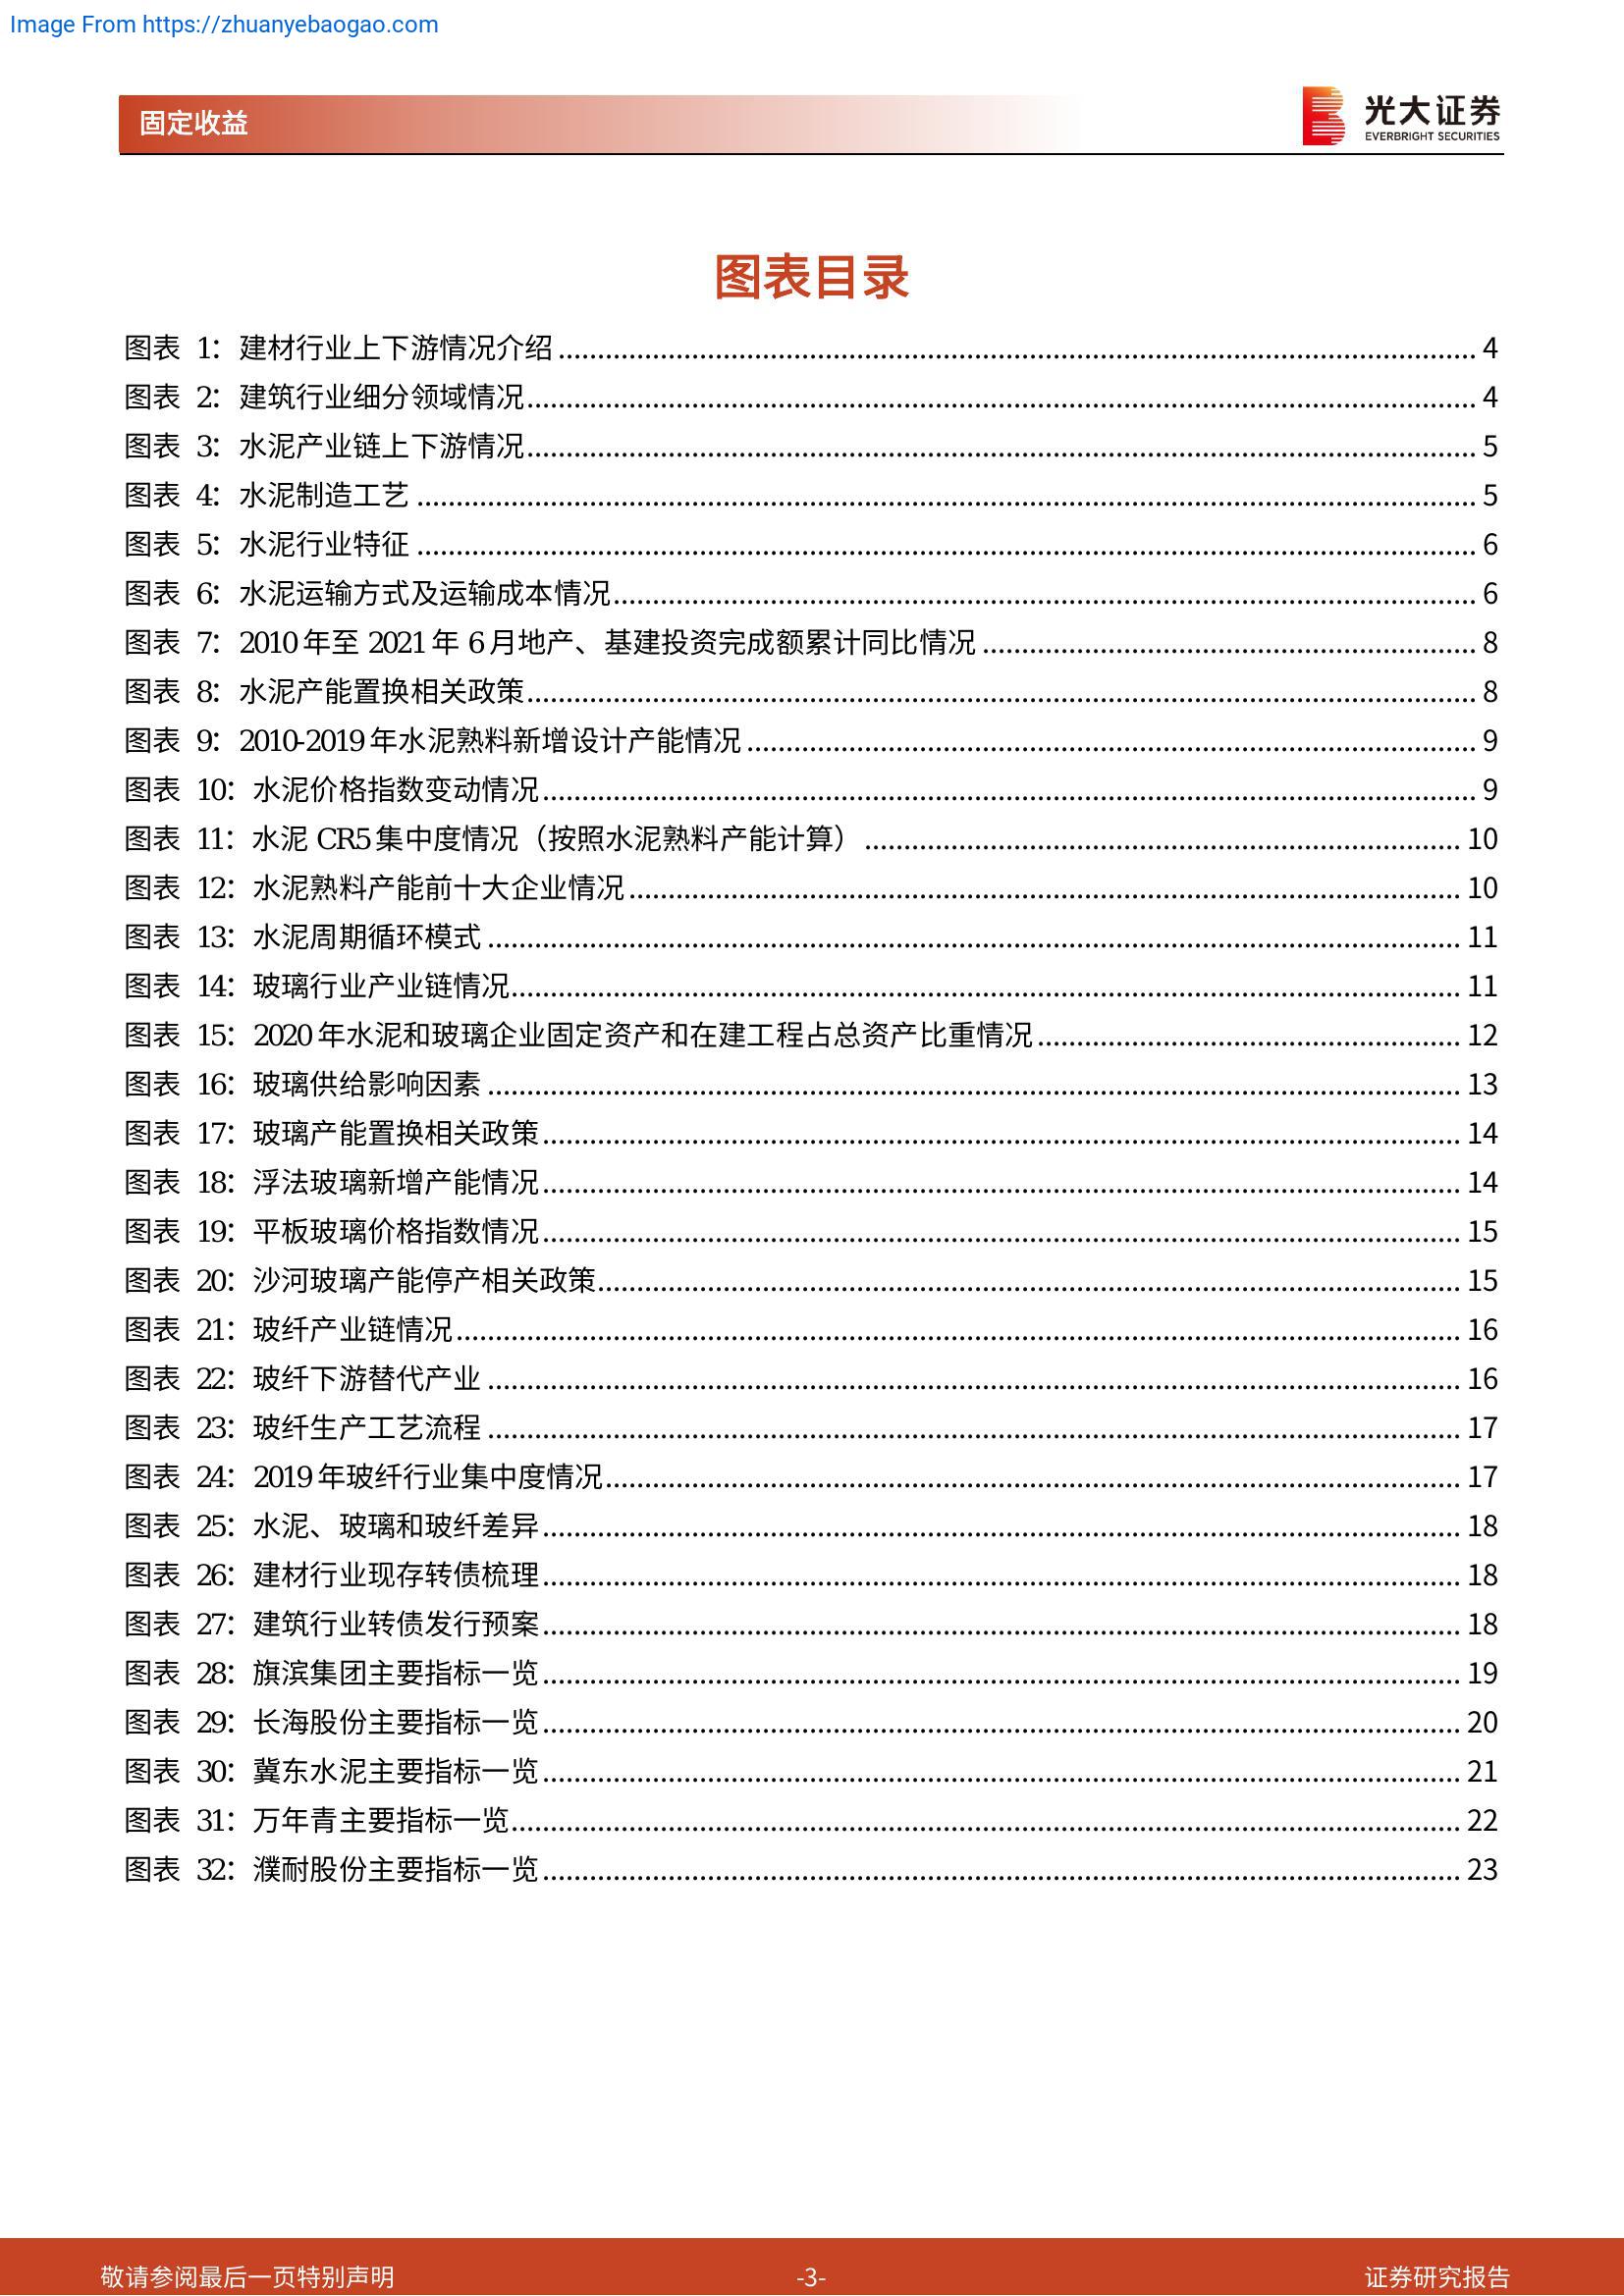 Image From https://zhuanyebaogao.com
固定收益
光大证券
EVERBRIGHT SECURITIES
图表目录
图表 1：建材行业上下游情况介绍 4
图表 2：建筑行业细分领域情况 4
图表 3：水泥产业链上下游情况 5
图表 4：水泥制造工艺 5
图表 5：水泥行业特征 6
图表 6：水泥运输方式及运输成本情况 6
图表 7：2010 年至 2021 年 6 月地产、基建投资完成额累计同比情况 8
图表 8：水泥产能置换相关政策 8
图表 9：2010-2019 年水泥熟料新增设计产能情况 9
图表 10：水泥价格指数变动情况 9
图表 11：水泥 CR5 集中度情况（按照水泥熟料产能计算） 10
图表 12：水泥熟料产能前十大企业情况 10
图表 13：水泥周期循环模式 11
图表 14：玻璃行业产业链情况 11
图表 15：2020 年水泥和玻璃企业固定资产和在建工程占总资产比重情况 12
图表 16：玻璃供给影响因素 13
图表 17：玻璃产能置换相关政策 14
图表 18：浮法玻璃新增产能情况 14
图表 19：平板玻璃价格指数情况 15
图表 20：沙河玻璃产能停产相关政策 15
图表 21：玻纤产业链情况 16
图表 22：玻纤下游替代产业 16
图表 23：玻纤生产工艺流程 17
图表 24：2019 年玻纤行业集中度情况 17
图表 25：水泥、玻璃和玻纤差异 18
图表 26：建材行业现存转债梳理 18
图表 27：建筑行业转债发行预案 18
图表 28：旗滨集团主要指标一览 19
图表 29：长海股份主要指标一览 20
图表 30：冀东水泥主要指标一览 21
图表 31：万年青主要指标一览 22
图表 32：濮耐股份主要指标一览 23
敬请参阅最后一页特别声明 -3- 证券研究报告